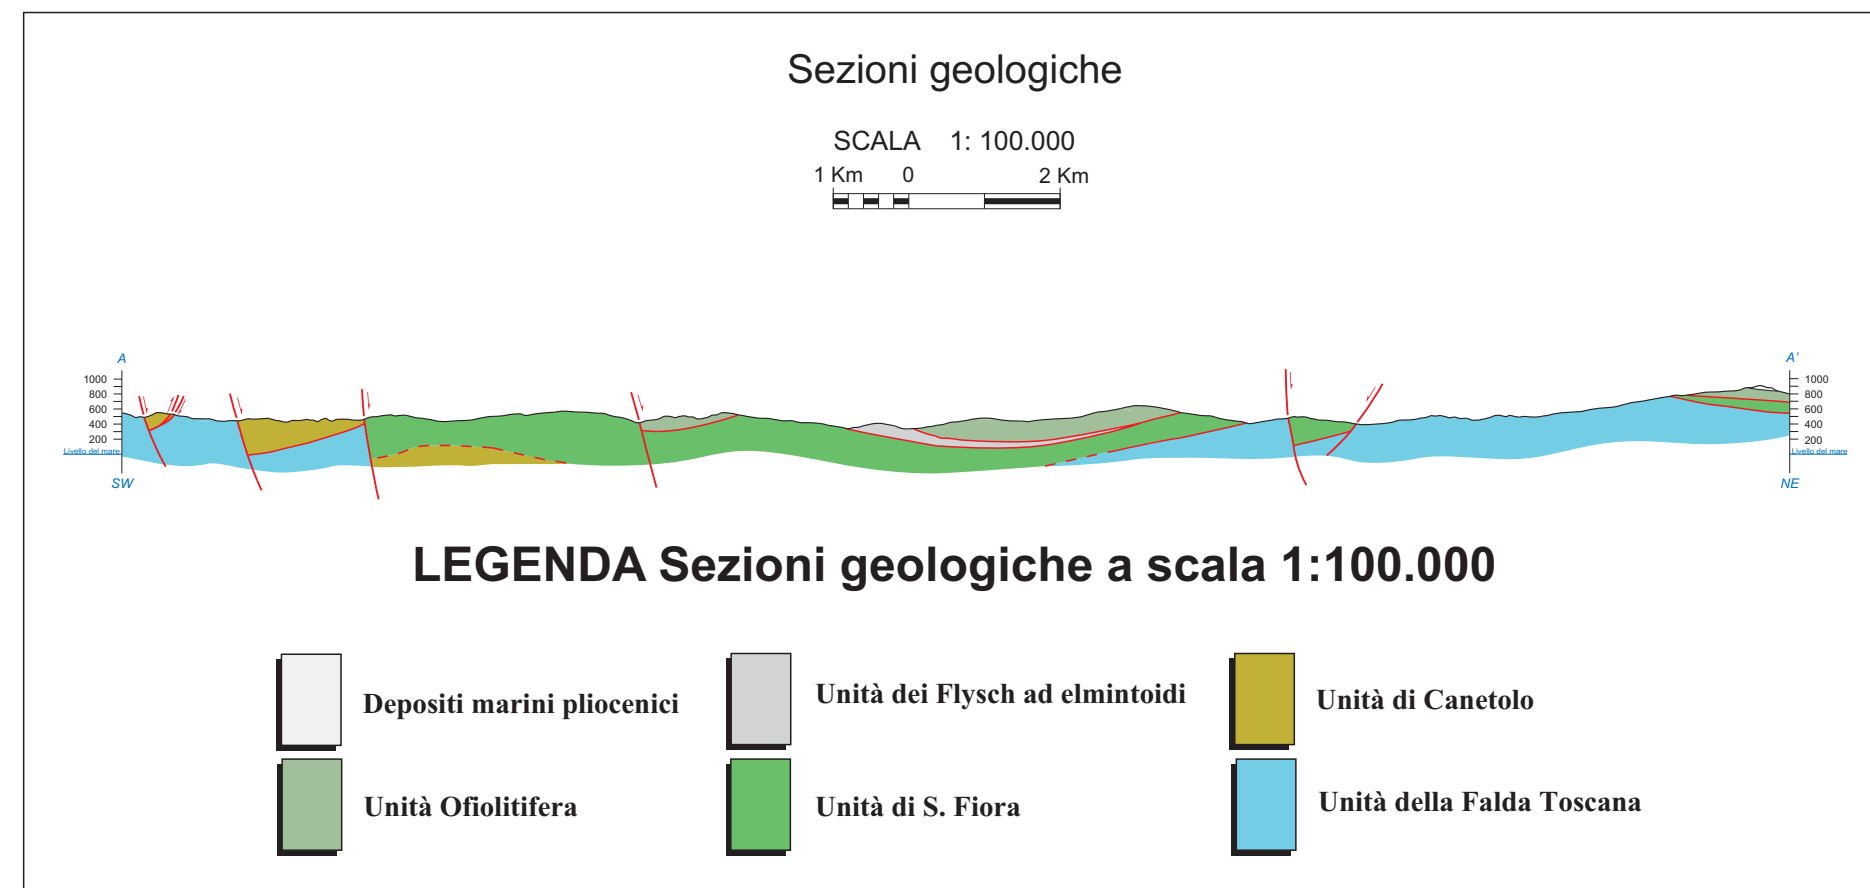 Sezioni geologiche
SCALA 1: 100.000
1 Km 0 2 Km
A A'
1000 1000
800 800
600 600
400 400
200 200
Livello del mare Livello del mare
SW NE
LEGENDA Sezioni geologiche a scala 1:100.000
Depositi marini pliocenici
Unità dei Flysch ad elmintoidi
Unità di Canetolo
Unità Ofiolitifera
Unità di S. Fiora
Unità della Falda Toscana